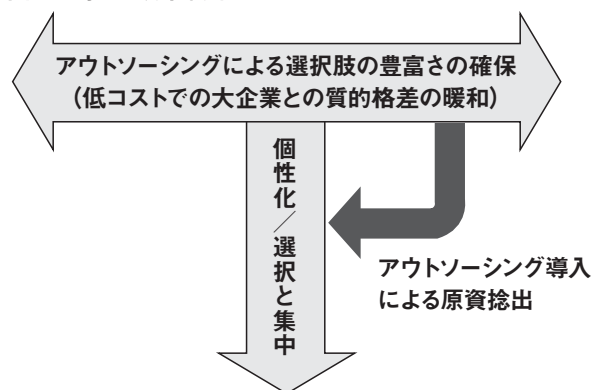 アウトソーシングによる選択肢の豊富さの確保
（低コストでの大企業との質的格差の暖和）
個性化／選択と集中
アウトソーシング導入
による原資捻出